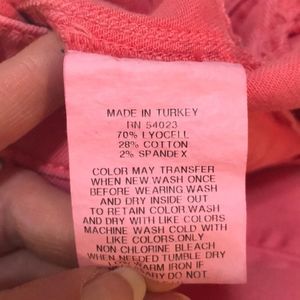 MADE IN TURKEY
RN 54023
70% LYOCELL
28% COTTON
2% SPANDEX
COLOR MAY TRANSFER
WHEN NEW WASH ONCE
BEFORE WEARING WASH
AND DRY INSIDE OUT
TO RETAIN COLOR WASH
AND DRY WITH LIKE COLORS
MACHINE WASH COLD WITH
LIKE COLORS ONLY
NON CHLORINE BLEACH
WHEN NEEDED TUMBLE DRY
WARM IRON IF
DO NOT